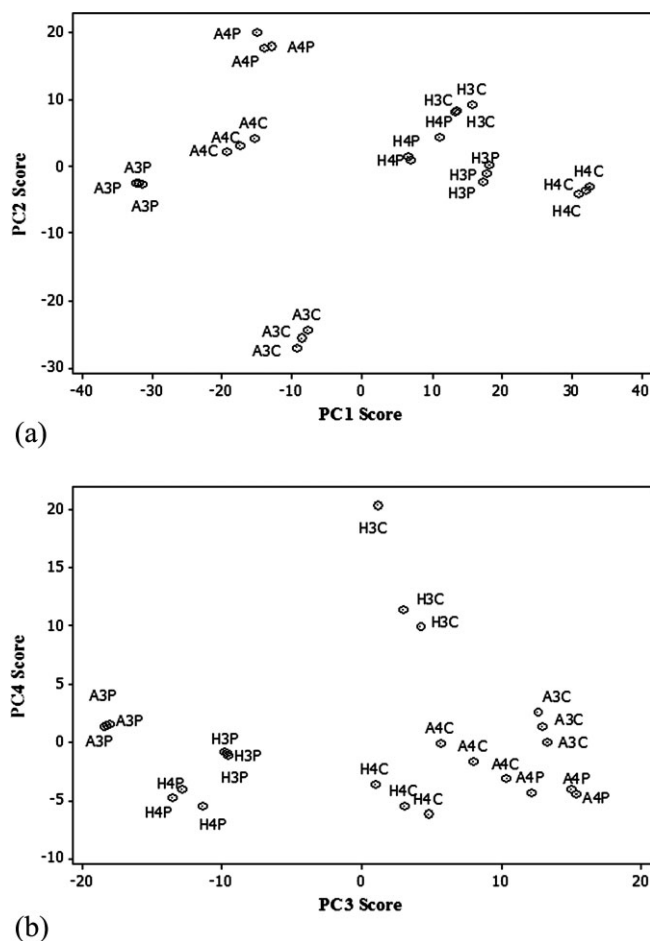 20
A4P A4P
A4P
10
H3C H3C
H3C
H4P
A4C
A4C
A4C
H4P
H4P
0
A3P
A3P
A3P
H3P
H3P
H3P
H4C
H4C
H4C
-10
-20
A3C
A3C
A3C
-30
PC2 Score
-40 -30 -20 -10 0 10 20 30 40
PC1 Score
(a)
20
H3C
15
H3C
10
H3C
5
A3P
A3P
A3P
A3C
A3C
A3C
0
H3P
H3P
H3P
A4C
A4C
A4C
H4P
H4P
H4P
H4C
H4C
H4C
A4P
A4P
A4P
-5
-10
PC4 Score
-20 -10 0 10 20
PC3 Score
(b)